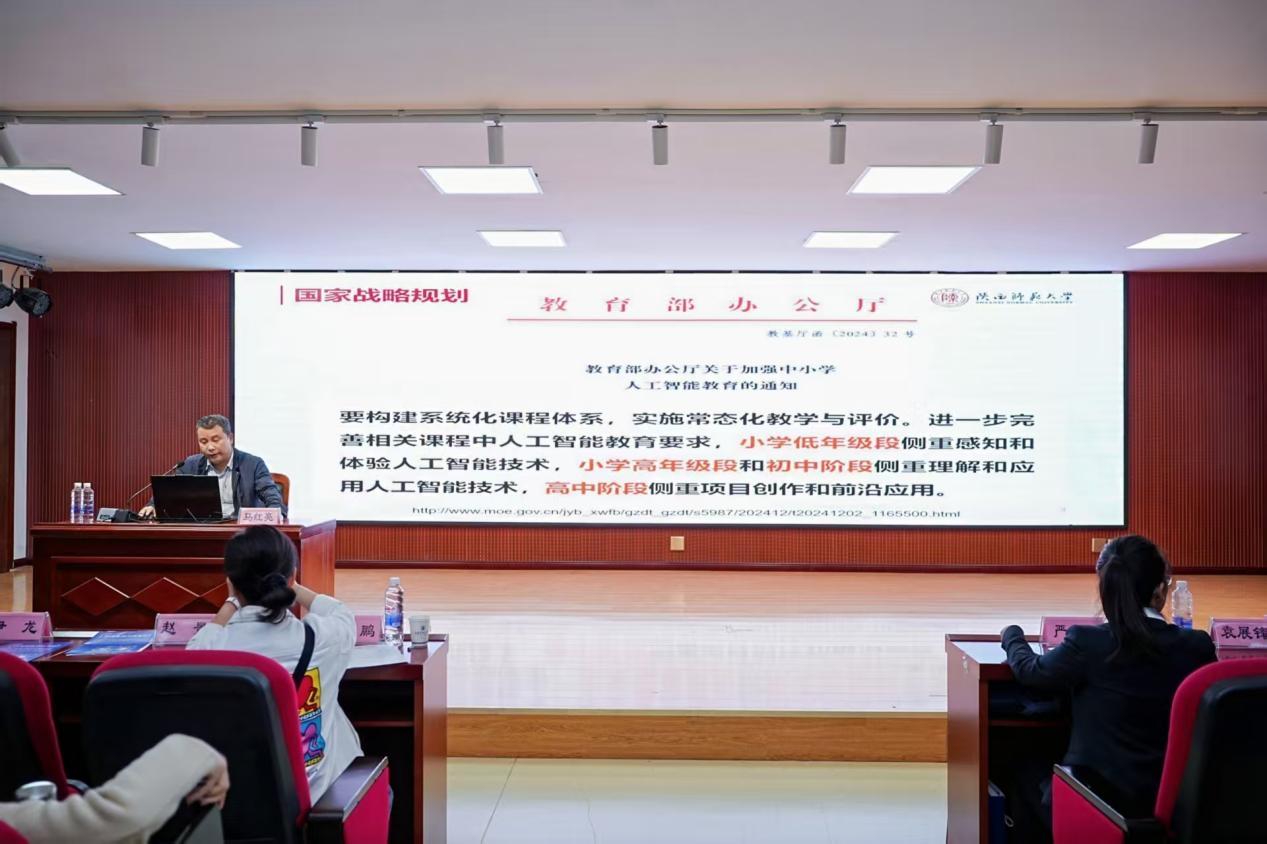 国家战略规划
教育部办公厅
陕西师范大学
SHAANXI NORMAL UNIVERSITY
教基厅函〔2024〕32 号
教育部办公厅关于加强中小学
人工智能教育的通知
要构建系统化课程体系，实施常态化教学与评价。进一步完
善相关课程中人工智能教育要求，小学低年级段侧重感知和
体验人工智能技术，小学高年级段和初中阶段侧重理解和应
用人工智能技术，高中阶段侧重项目创作和前沿应用。
http://www.moe.gov.cn/jyb_xwfb/gzdt_gzdt/s5987/202412/t20241202_1165500.html
马红亮
龙
赵
鹏
严
袁展锋